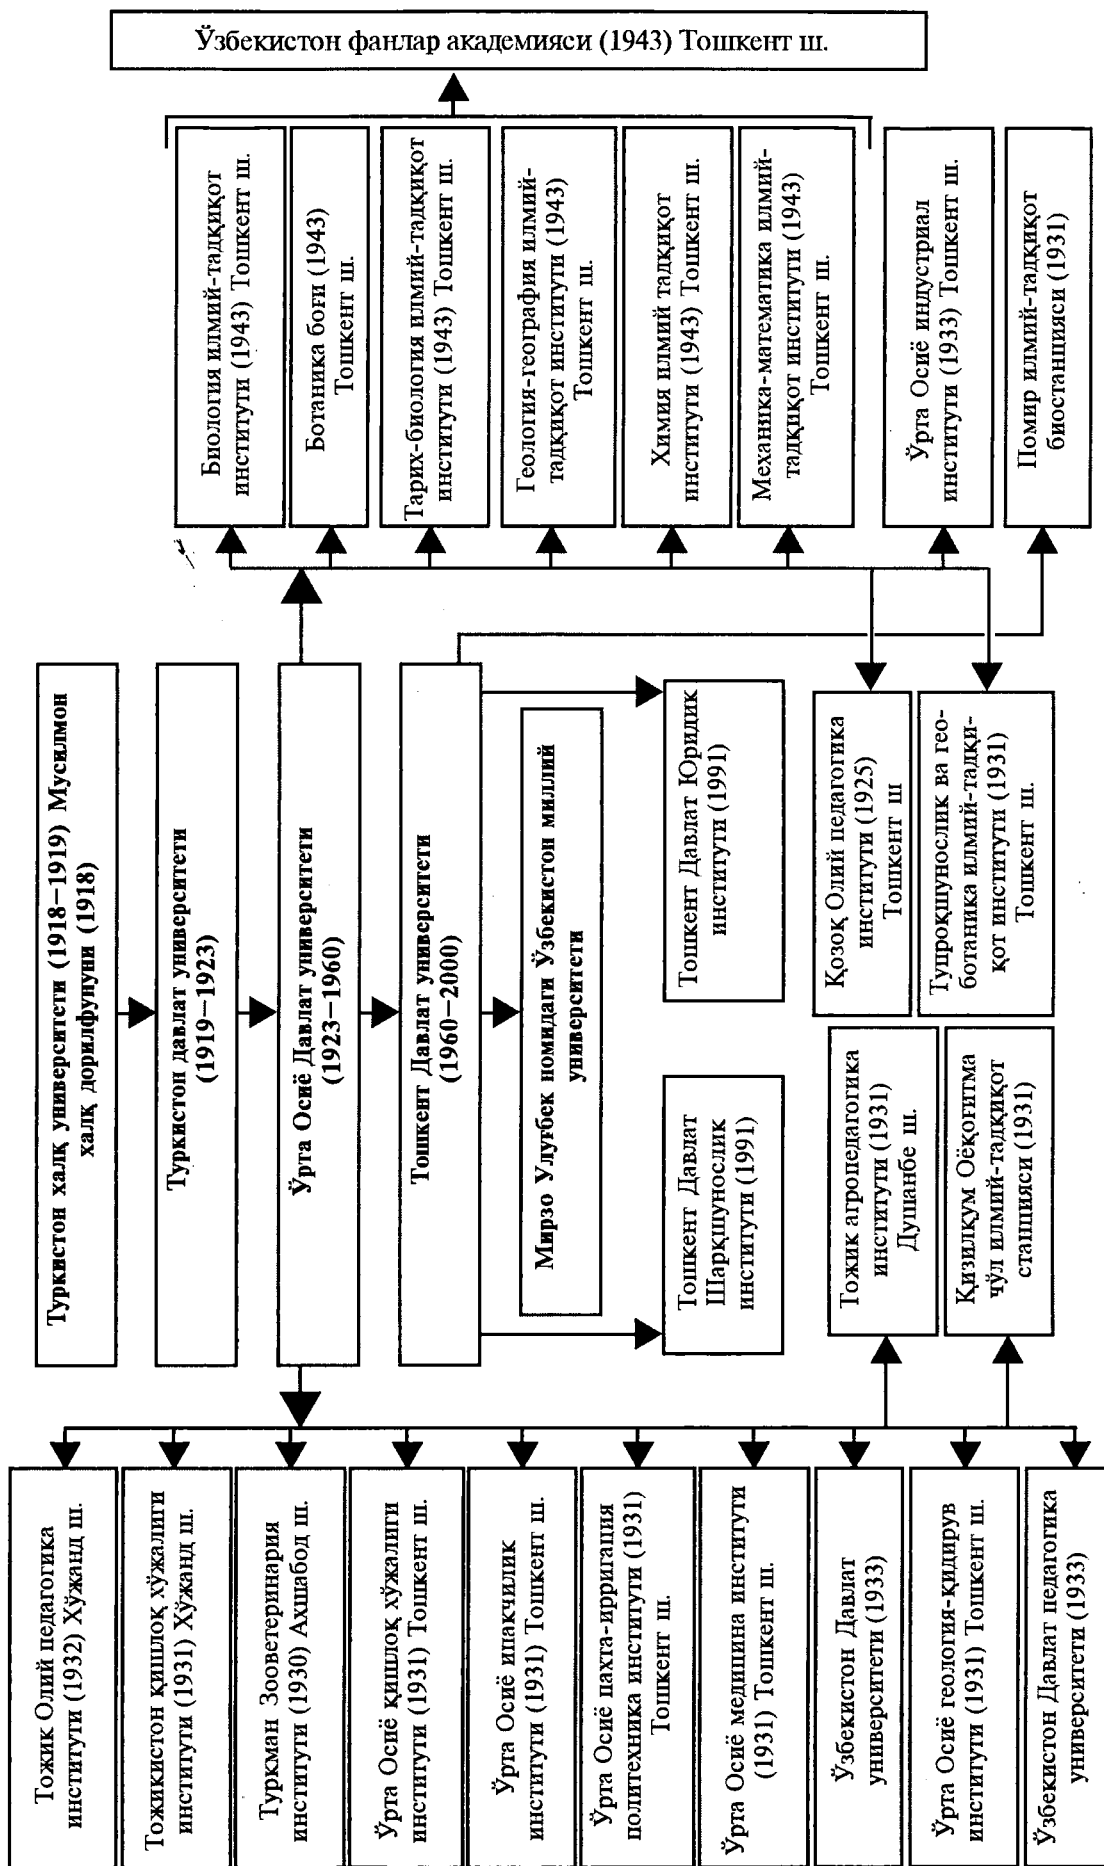 Ўзбекистон фанлар академияси (1943) Тошкент ш.
Биология илмий-тадқиқот
институти (1943) Тошкент ш.
Ботаника боғи (1943)
Тошкент ш.
Тарих-биология илмий-тадқиқот
институти (1943) Тошкент ш.
Геология-география илмий-
тадқиқот институти (1943)
Тошкент ш.
Химия илмий тадқиқот
институти (1943) Тошкент ш.
Механика-математика илмий-
тадқиқот институти (1943)
Тошкент ш.
Ўрта Осиё индустриал
институти (1933) Тошкент ш.
Помир илмий-тадқиқот
биостанцияси (1931)
Туркистон халқ университети (1918–1919) Мусилмон
халқ дорилфунуни (1918)
Туркистон давлат университети
(1919–1923)
Ўрта Осиё Давлат университети
(1923–1960)
Тошкент Давлат университети
(1960–2000)
Мирзо Улуғбек номидаги Ўзбекистон миллий
университети
Тошкент Давлат Юридик
институти (1991)
Тошкент Давлат
Шарқшунослик
институти (1991)
Қозоқ Олий педагогика
институти (1925)
Тошкент ш
Тупроқшунослик ва гео-
ботаника илмий-тадқи-
қот институти (1931)
Тошкент ш.
Тожик агропедагогика
институти (1931)
Душанбе ш.
Қизилқум Оёқоғитма
чўл илмий-тадқиқот
станцияси (1931)
Тожик Олий педагогика
институти (1932) Хўжанд ш.
Тожикистон қишлоқ хўжалиги
институти (1931) Хўжанд ш.
Туркман Зооветеринария
институти (1930) Ахшабод ш.
Ўрта Осиё қишлоқ хўжалиги
институти (1931) Тошкент ш.
Ўрта Осиё ипакчилик
институти (1931) Тошкент ш.
Ўрта Осиё пахта-ирригация
политехника институти (1931)
Тошкент ш.
Ўрта Осиё медицина институти
(1931) Тошкент ш.
Ўзбекистон Давлат
университети (1933)
Ўрта Осиё геология-қидирув
институти (1931) Тошкент ш.
Ўзбекистон Давлат педагогика
университети (1933)